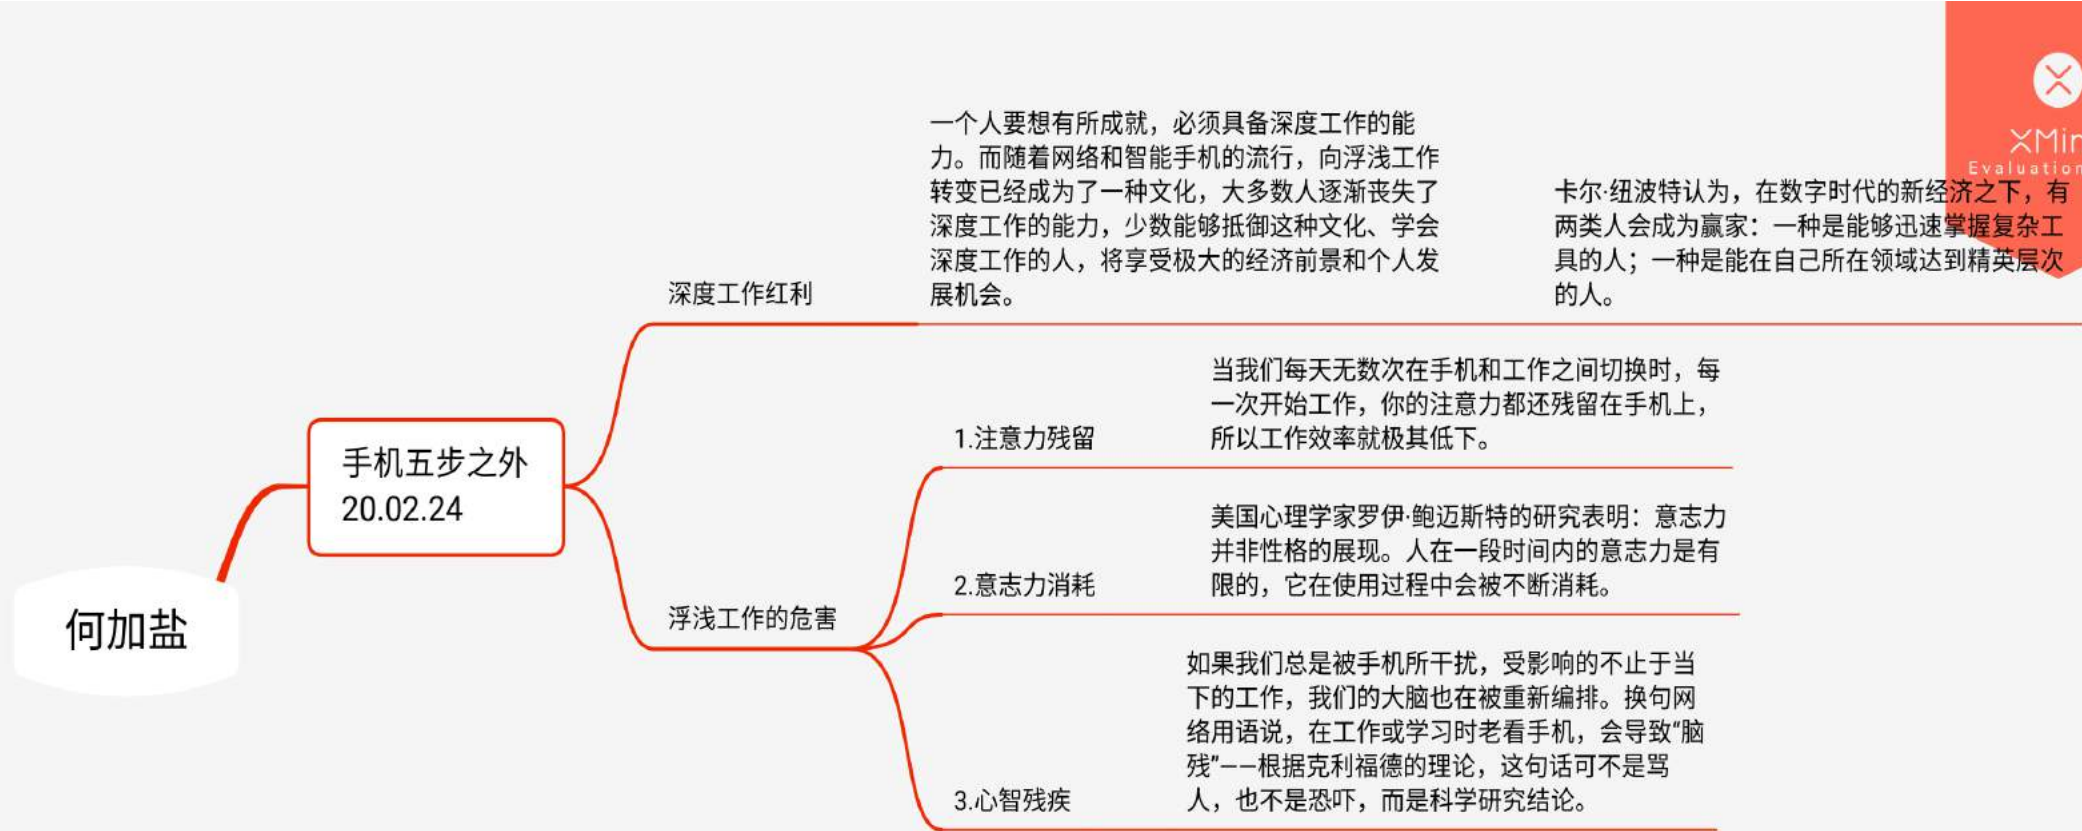 一个人要想有所成就，必须具备深度工作的能
力。而随着网络和智能手机的流行，向浮浅工作
转变已经成为了一种文化，大多数人逐渐丧失了
深度工作的能力，少数能够抵御这种文化、学会
深度工作的人，将享受极大的经济前景和个人发
展机会。
XMin
Evaluation
卡尔·纽波特认为，在数字时代的新经济之下，有
两类人会成为赢家：一种是能够迅速掌握复杂工
具的人；一种是能在自己所在领域达到精英层次
的人。
深度工作红利
当我们每天无数次在手机和工作之间切换时，每
一次开始工作，你的注意力都还残留在手机上，
所以工作效率就极其低下。
1.注意力残留
手机五步之外
20.02.24
美国心理学家罗伊·鲍迈斯特的研究表明：意志力
并非性格的展现。人在一段时间内的意志力是有
限的，它在使用过程中会被不断消耗。
2.意志力消耗
何加盐
浮浅工作的危害
如果我们总是被手机所干扰，受影响的不止于当
下的工作，我们的大脑也在被重新编排。换句网
络用语说，在工作或学习时老看手机，会导致“脑
残”——根据克利福德的理论，这句话可不是骂
人，也不是恐吓，而是科学研究结论。
3.心智残疾